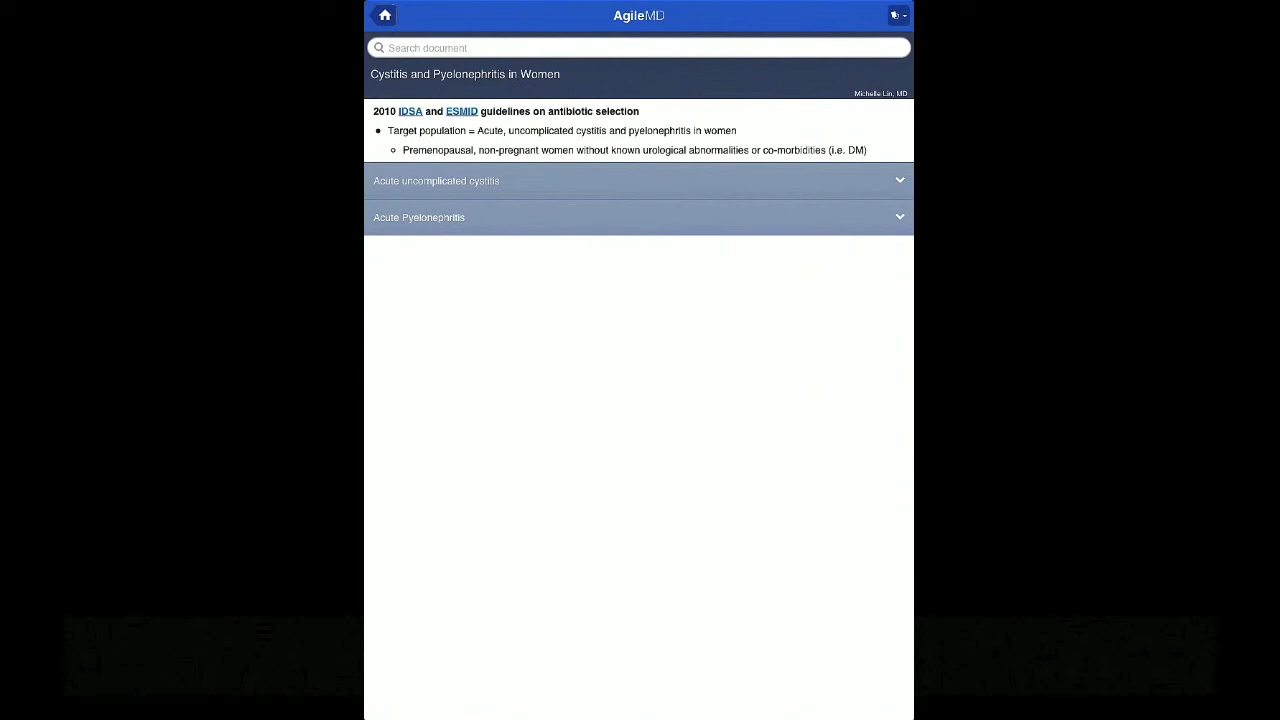 AgileMD
Search document
Cystitis and Pyelonephritis in Women
Michelle Lin, MD
2010 IDSA and ESMID guidelines on antibiotic selection
Target population = Acute, uncomplicated cystitis and pyelonephritis in women
Premenopausal, non-pregnant women without known urological abnormalities or co-morbidities (i.e. DM)
Acute uncomplicated cystitis
Acute Pyelonephritis